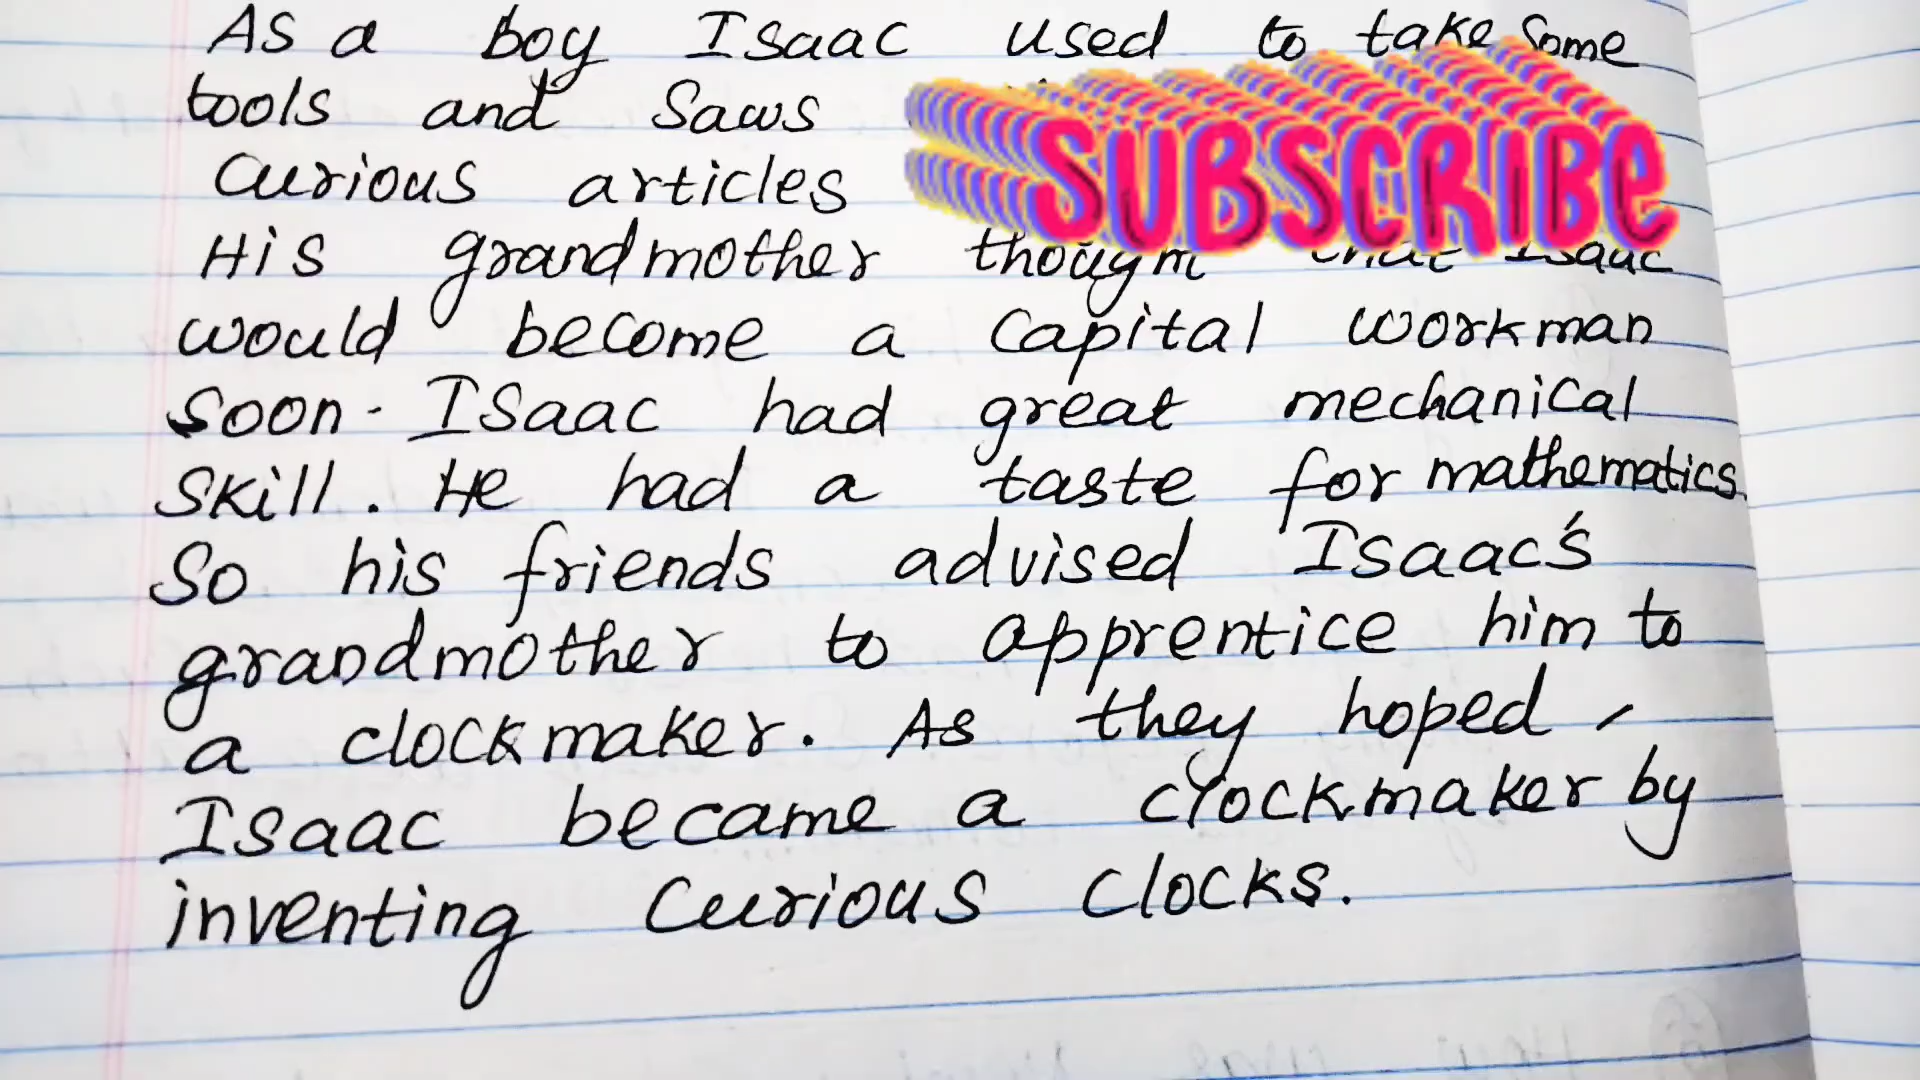 As a boy Isaac used to take some
tools and Saws
Curious articles
SUBSCRIBE
His grandmother thought that Isaac
would become a capital workman
soon. Isaac had great mechanical
skill. He had a taste for mathematics.
So his friends advised Isaac's
grandmother to apprentice him to
a clockmaker. As they hoped,
Isaac became a clockmaker by
inventing Curious clocks.